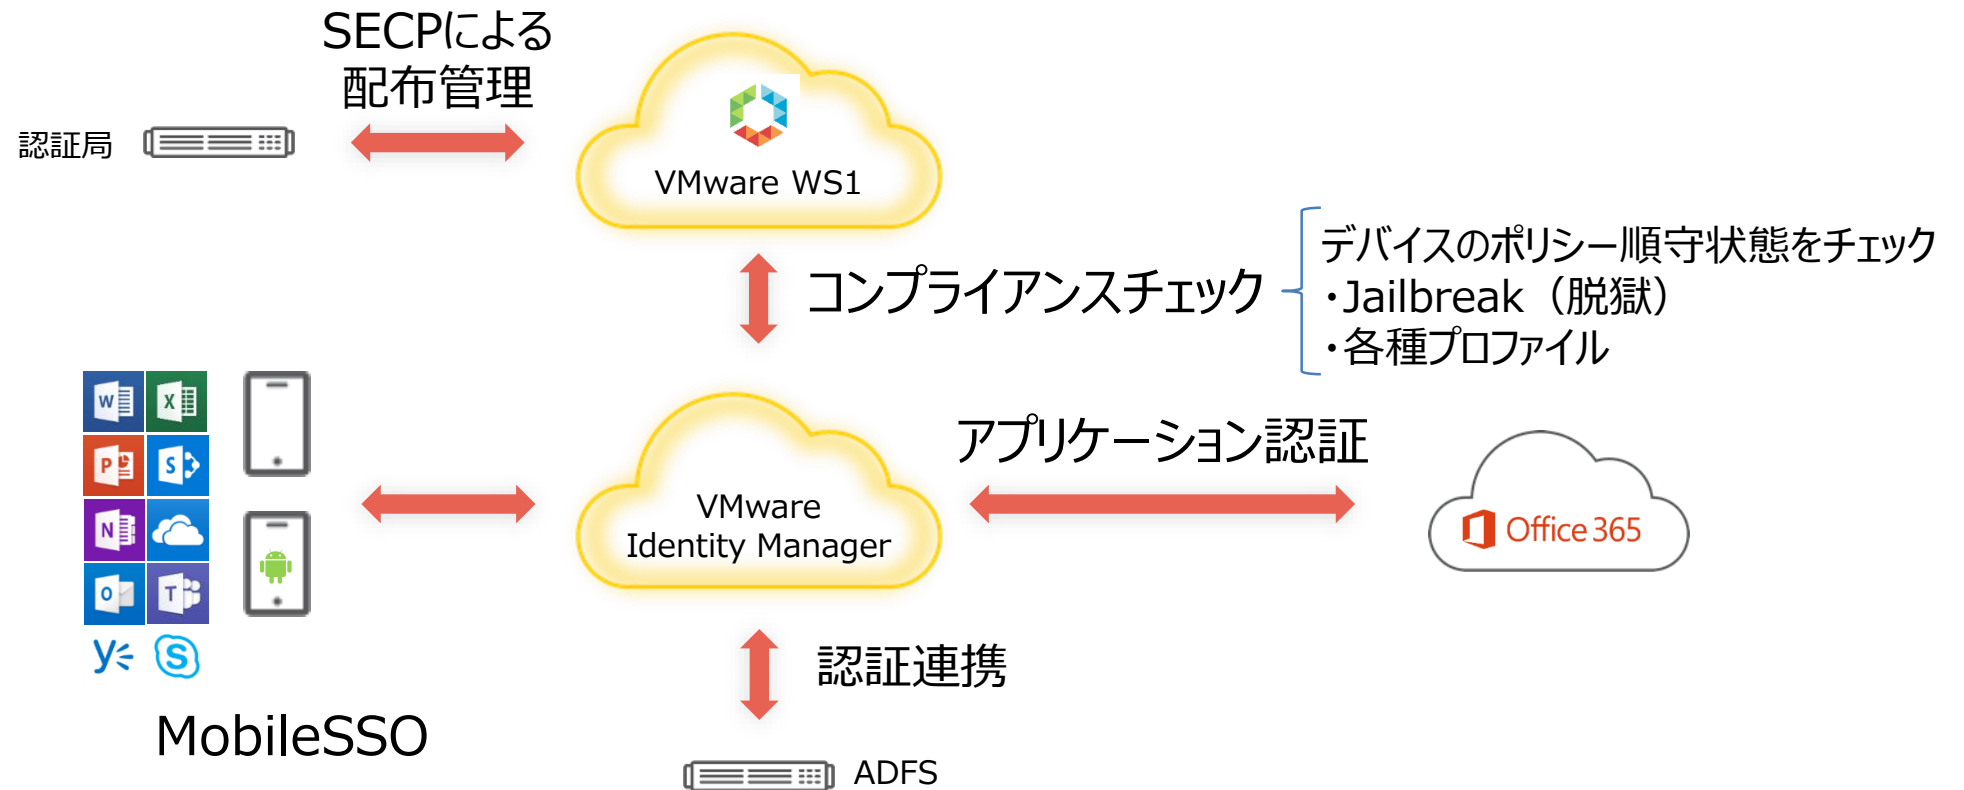 SECPによる
配布管理
認証局
VMware WS1
コンプライアンスチェック
デバイスのポリシー順守状態をチェック
・Jailbreak（脱獄）
・各種プロファイル
W
X
P
S
N
O
T
y
S
MobileSSO
VMware
Identity Manager
アプリケーション認証
Office 365
認証連携
ADFS